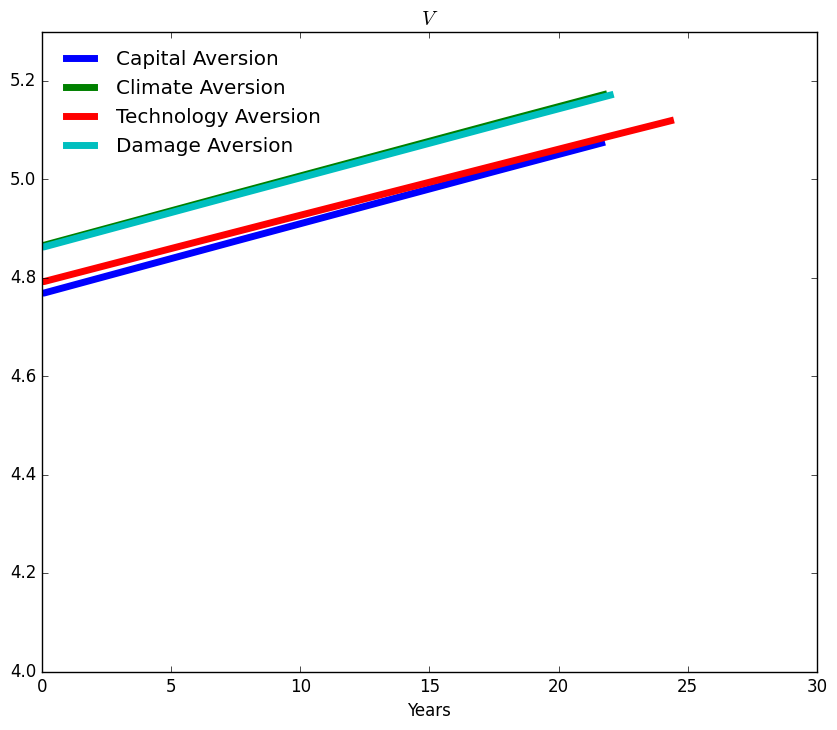 V
Capital Aversion
Climate Aversion
Technology Aversion
Damage Aversion
5.2
5.0
4.8
4.6
4.4
4.2
4.0
0 5 10 15 20 25 30
Years